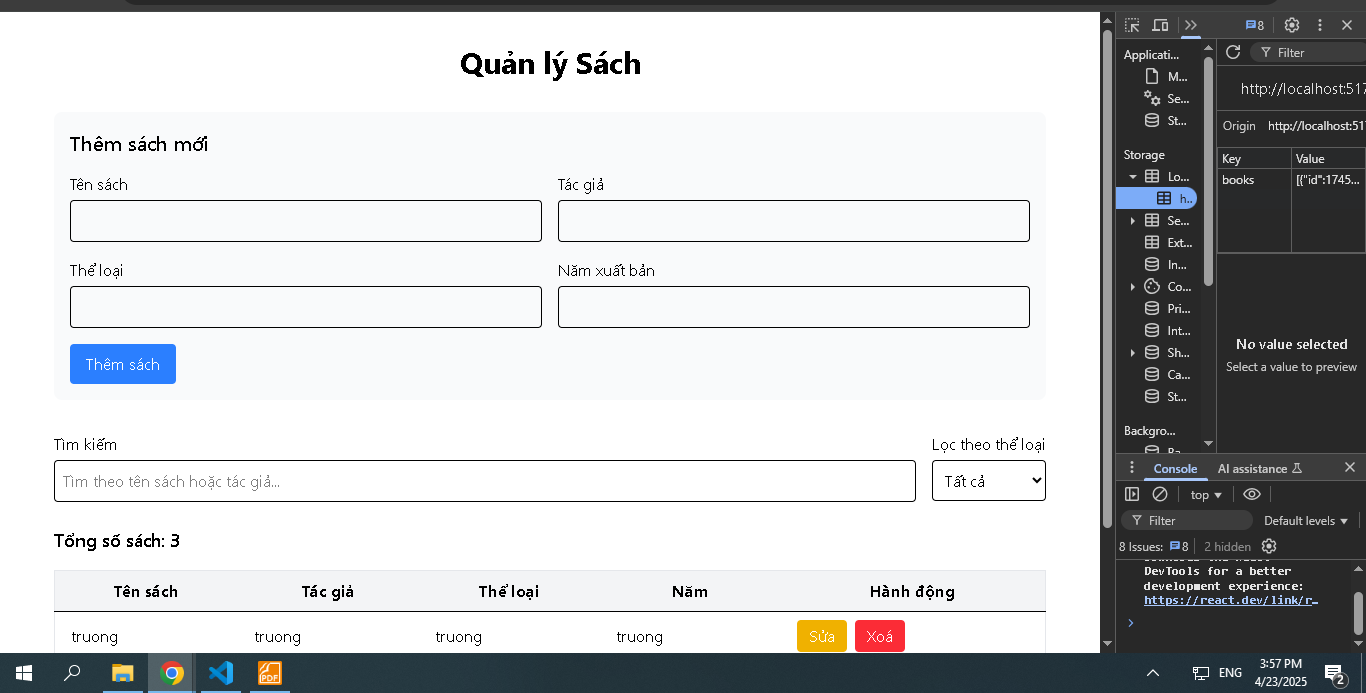 Quản lý Sách
Thêm sách mới
Tên sách
Tác giả
Thể loại
Năm xuất bản
Thêm sách
Tìm kiếm
Lọc theo thể loại
Tìm theo tên sách hoặc tác giả...
Tất cả
Tổng số sách: 3
Tên sách Tác giả Thể loại Năm Hành động
truong truong truong truong Sửa Xoá
8
Applicati...
M...
Se...
St...
Storage
Lo...
h..
Se...
Ext...
In...
Co...
Pri...
Int...
Sh...
Ca...
St...
Backgro...
Filter
http://localhost:517
Origin http://localhost:51
Key Value
books [{"id":1745...
No value selected
Select a value to preview
Console AI assistance
top
Filter Default levels
8 Issues: 8 2 hidden
DevTools for a better
development experience:
https://react.dev/link/r…
PDF
ENG
3:57 PM
4/23/2025
2